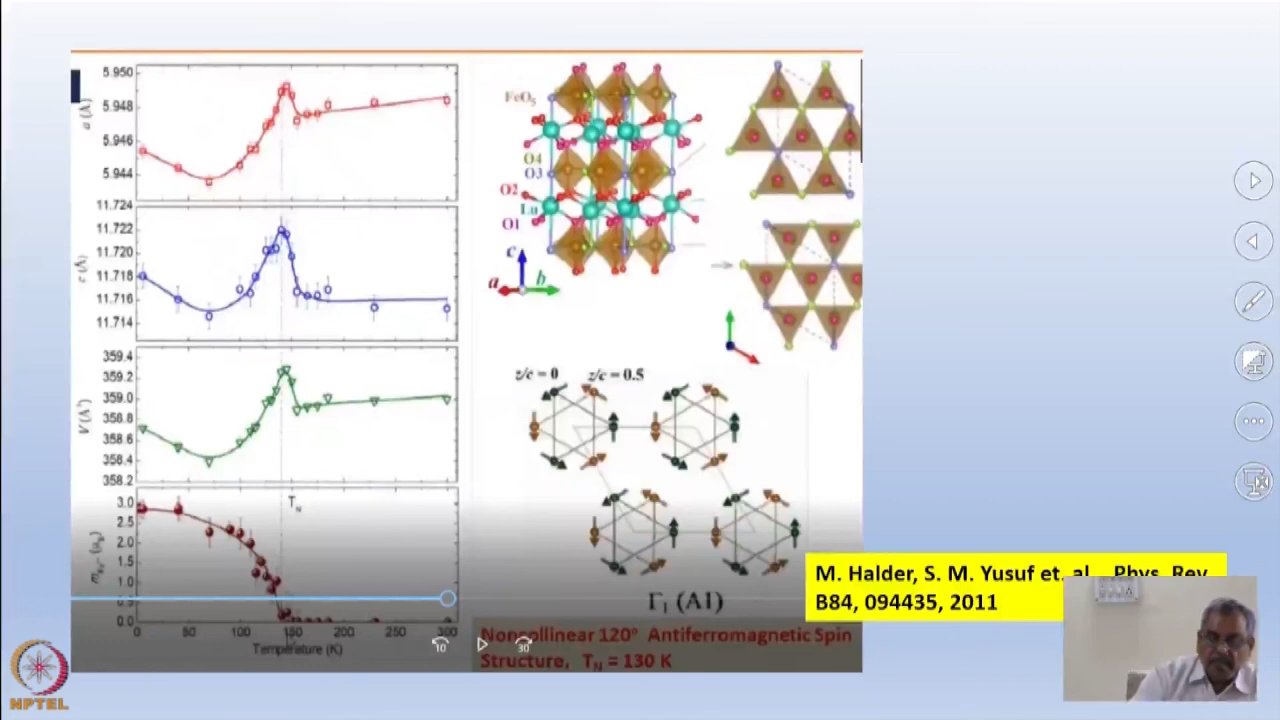 5.950
5.948
5.946
5.944
a (Å)
11.724
11.722
11.720
11.718
11.716
11.714
c (Å)
359.4
359.2
359.0
358.8
358.6
358.4
358.2
V (Å³)
3.0
2.5
2.0
1.5
1.0
0.5
0.0
T_N
0 50 100 150 200 250 300
Temperature (K)
FeO₅
O4
O3
O2
Lu
O1
c
a b
z/c = 0 z/c = 0.5
Γ₁ (A1)
Noncollinear 120° Antiferromagnetic Spin
Structure, T_N = 130 K
M. Halder, S. M. Yusuf et. al., Phys. Rev.
B84, 094435, 2011
10
30
NPTEL